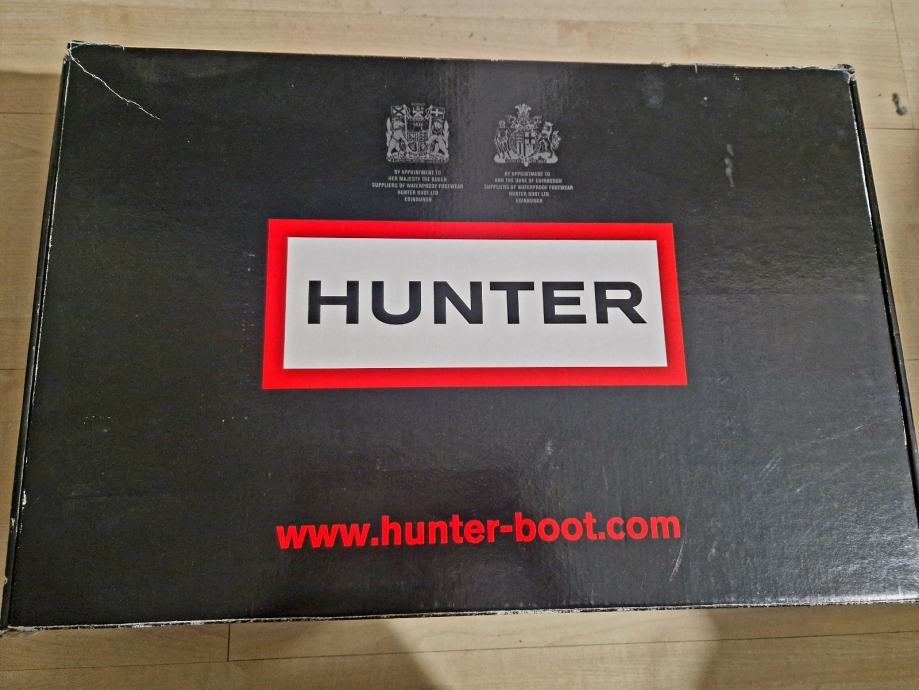 BY APPOINTMENT TO
HER MAJESTY THE QUEEN
SUPPLIERS OF WATERPROOF FOOTWEAR
HUNTER BOOT LTD
EDINBURGH
BY APPOINTMENT TO
HRH THE DUKE OF EDINBURGH
SUPPLIERS OF WATERPROOF FOOTWEAR
HUNTER BOOT LTD
EDINBURGH
HUNTER
www.hunter-boot.com